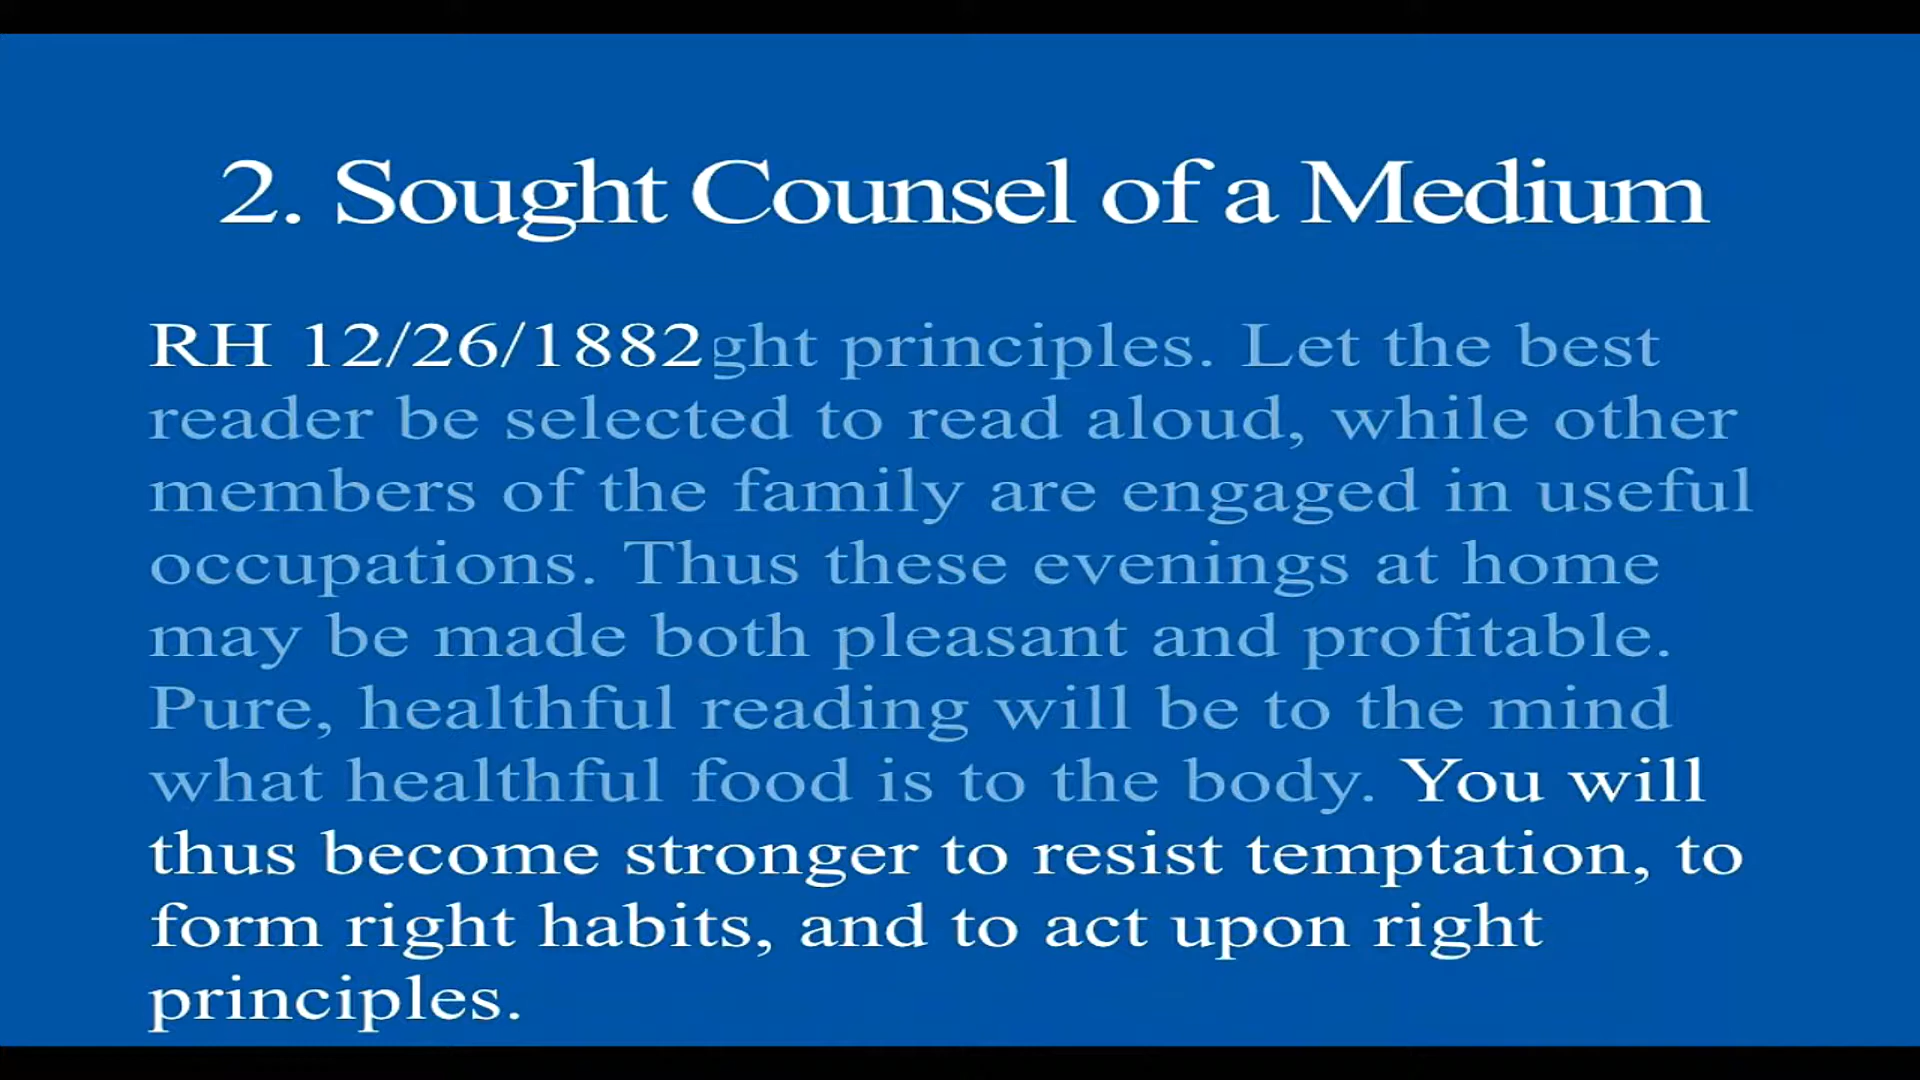 2. Sought Counsel of a Medium
RH 12/26/1882ght principles. Let the best
reader be selected to read aloud, while other
members of the family are engaged in useful
occupations. Thus these evenings at home
may be made both pleasant and profitable.
Pure, healthful reading will be to the mind
what healthful food is to the body. You will
thus become stronger to resist temptation, to
form right habits, and to act upon right
principles.